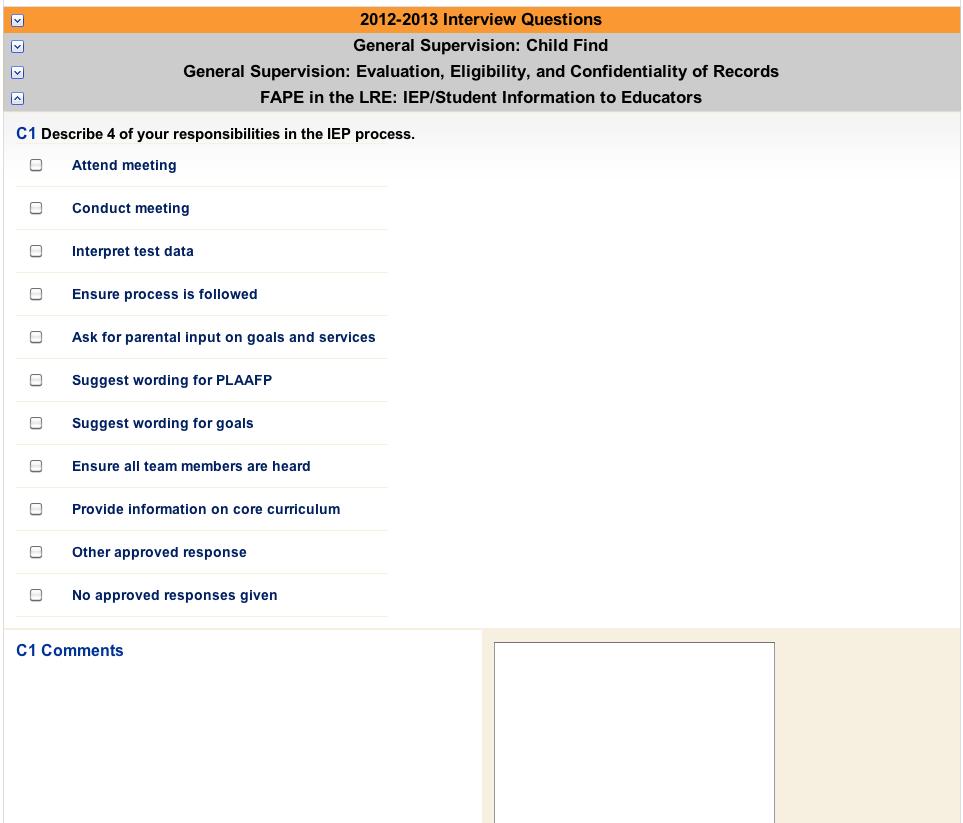 2012-2013 Interview Questions
General Supervision: Child Find
General Supervision: Evaluation, Eligibility, and Confidentiality of Records
FAPE in the LRE: IEP/Student Information to Educators
C1 Describe 4 of your responsibilities in the IEP process.
Attend meeting
Conduct meeting
Interpret test data
Ensure process is followed
Ask for parental input on goals and services
Suggest wording for PLAAFP
Suggest wording for goals
Ensure all team members are heard
Provide information on core curriculum
Other approved response
No approved responses given
C1 Comments